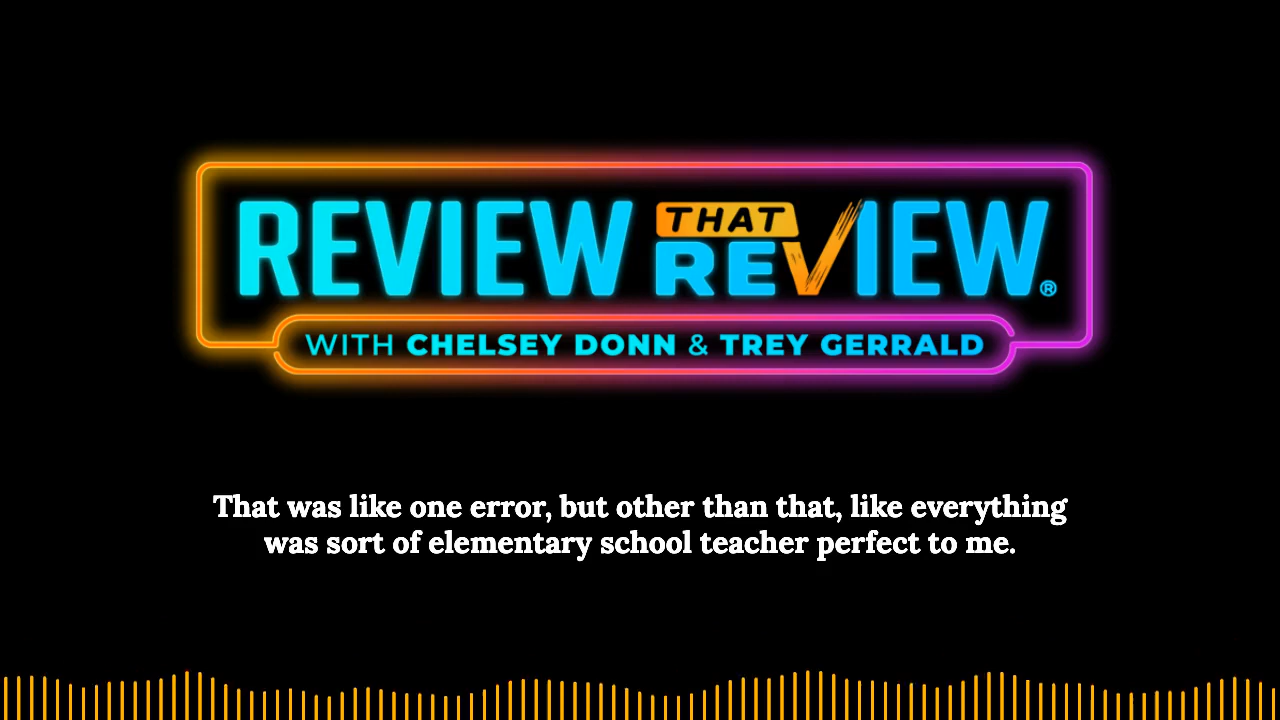 REVIEW THAT REVIEW®
WITH CHELSEY DONN & TREY GERRALD
That was like one error, but other than that, like everything
was sort of elementary school teacher perfect to me.